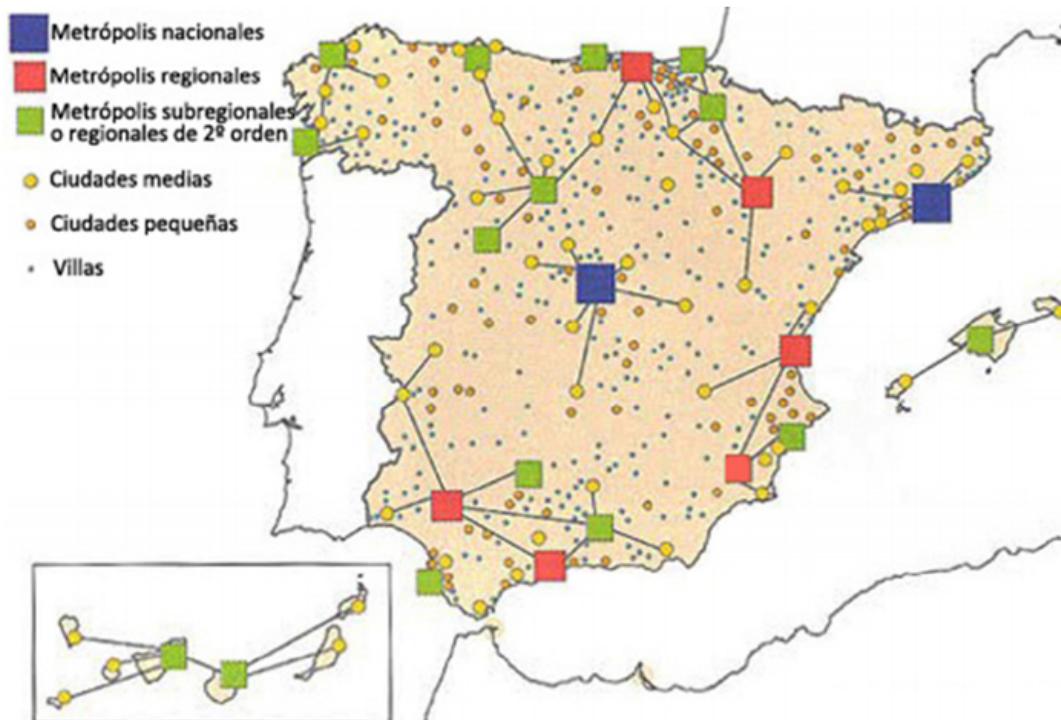 Metrópolis nacionales
Metrópolis regionales
Metrópolis subregionales
o regionales de 2º orden
Ciudades medias
Ciudades pequeñas
Villas